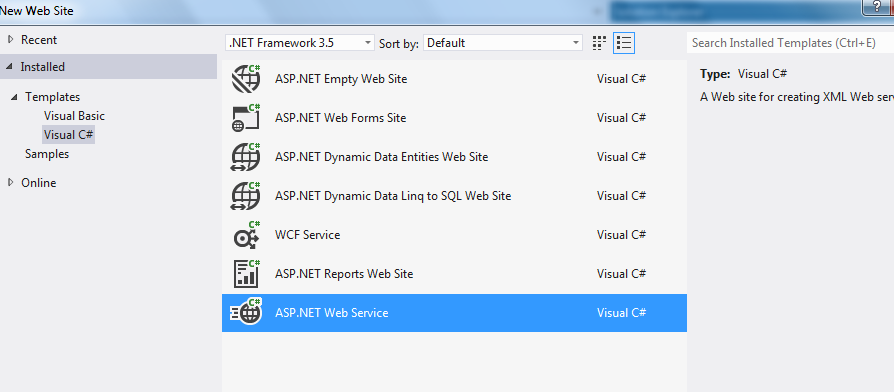 New Web Site
?
Recent
Installed
Templates
Visual Basic
Visual C#
Samples
Online
.NET Framework 3.5 Sort by: Default
C# ASP.NET Empty Web Site Visual C#
C# ASP.NET Web Forms Site Visual C#
C# ASP.NET Dynamic Data Entities Web Site Visual C#
C# ASP.NET Dynamic Data Linq to SQL Web Site Visual C#
C# WCF Service Visual C#
C# ASP.NET Reports Web Site Visual C#
C# ASP.NET Web Service Visual C#
Search Installed Templates (Ctrl+E)
Type: Visual C#
A Web site for creating XML Web serv